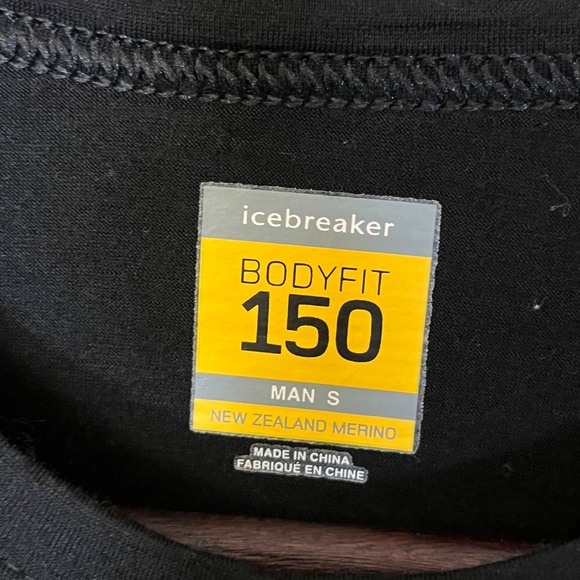 icebreaker
BODYFIT
150
MAN S
NEW ZEALAND MERINO
MADE IN CHINA
FABRIQUÉ EN CHINE